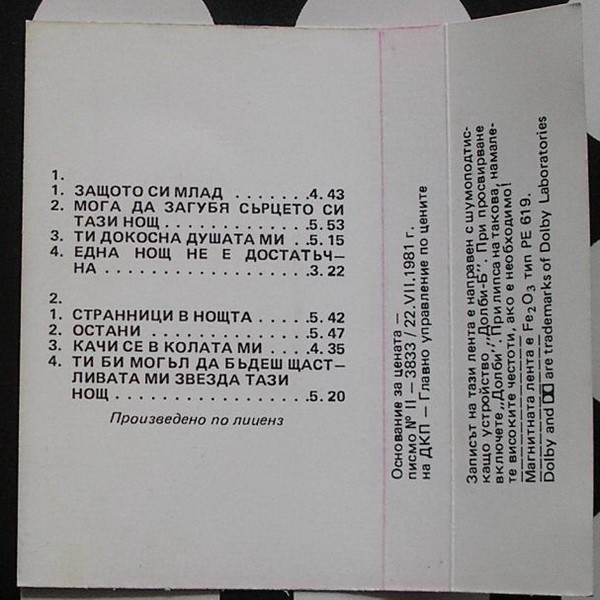 1.
1. ЗАЩОТО СИ МЛАД . . . . . . . .4. 43
2. МОГА ДА ЗАГУБЯ СЪРЦЕТО СИ
ТАЗИ НОЩ . . . . . . . . . . . . . . .5. 53
3. ТИ ДОКОСНА ДУШАТА МИ . . 5. 15
4. ЕДНА НОЩ НЕ Е ДОСТАТЪЧ–
НА . . . . . . . . . . . . . . . . . . . . .3. 22
2.
1. СТРАННИЦИ В НОЩТА . . . . . 5. 42
2. ОСТАНИ . . . . . . . . . . . . . . . . 5. 47
3. КАЧИ СЕ В КОЛАТА МИ . . . . 4. 35
4. ТИ БИ МОГЪЛ ДА БЪДЕШ ЩАСТ–
ЛИВАТА МИ ЗВЕЗДА ТАЗИ
НОЩ . . . . . . . . . . . . . . . . . . . .5. 20
Произведено по лиценз
Основание за цената —
писмо № II — 3833 / 22.VII.1981 г.
на ДКП — Главно управление по цените
Записът на тази лента е направен с шумоподтис-
кащо устройство „Долби-Б“. При просвирване
включете „Долби“. При липса на такова, намале-
те високите честоти, ако е необходимо!
Магнитната лента е Fe2O3 тип РЕ 619.
Dolby and are trademarks of Dolby Laboratories